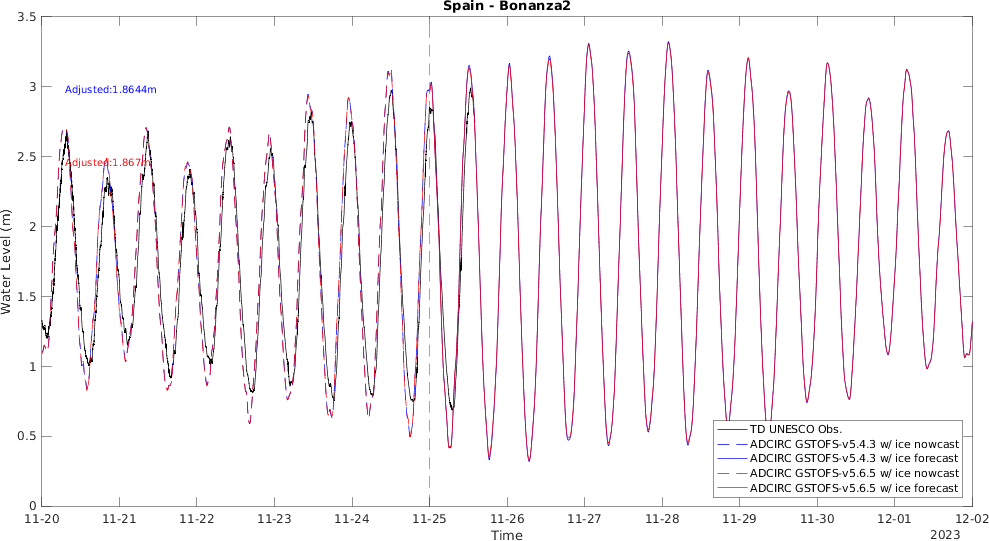 Spain - Bonanza2
3.5
3
2.5
2
1.5
1
0.5
0
Water Level (m)
Adjusted:1.8644m
Adjusted:1.867m
TD UNESCO Obs.
ADCIRC GSTOFS-v5.4.3 w/ ice nowcast
ADCIRC GSTOFS-v5.4.3 w/ ice forecast
ADCIRC GSTOFS-v5.6.5 w/ ice nowcast
ADCIRC GSTOFS-v5.6.5 w/ ice forecast
11-20 11-21 11-22 11-23 11-24 11-25 11-26 11-27 11-28 11-29 11-30 12-01 12-02
Time
2023